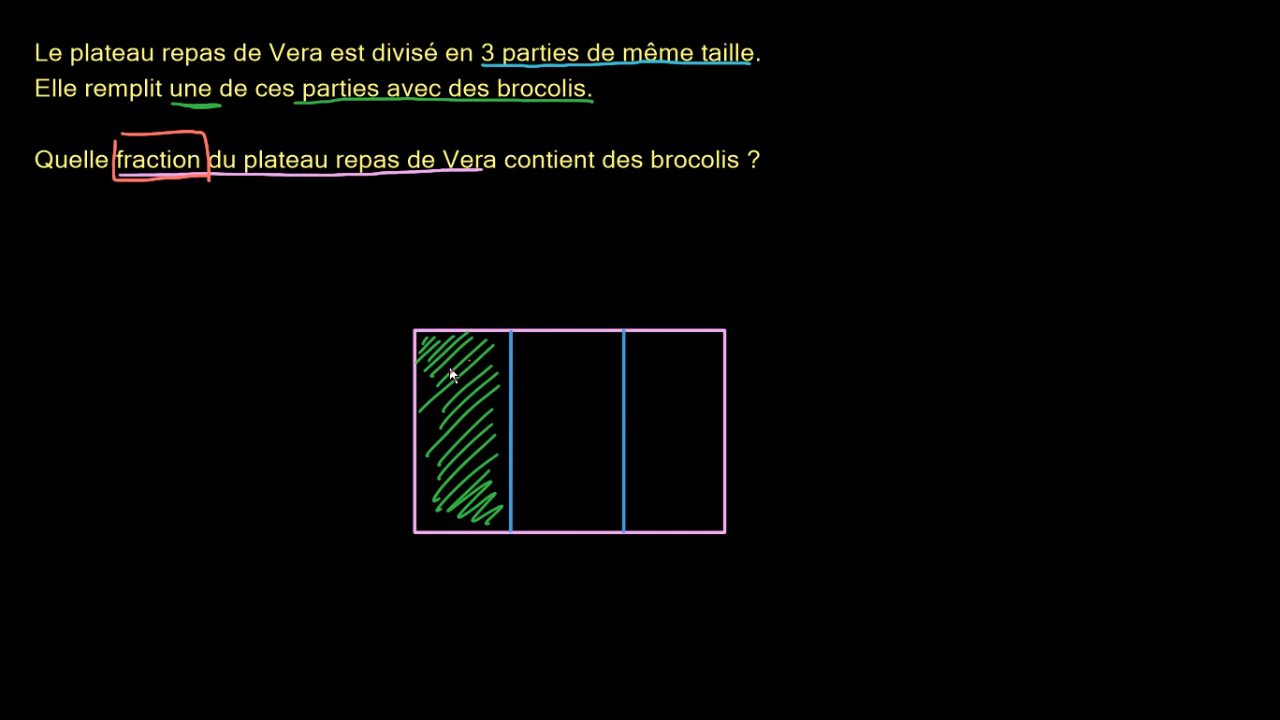 Le plateau repas de Vera est divisé en 3 parties de même taille.
Elle remplit une de ces parties avec des brocolis.
Quelle fraction du plateau repas de Vera contient des brocolis ?